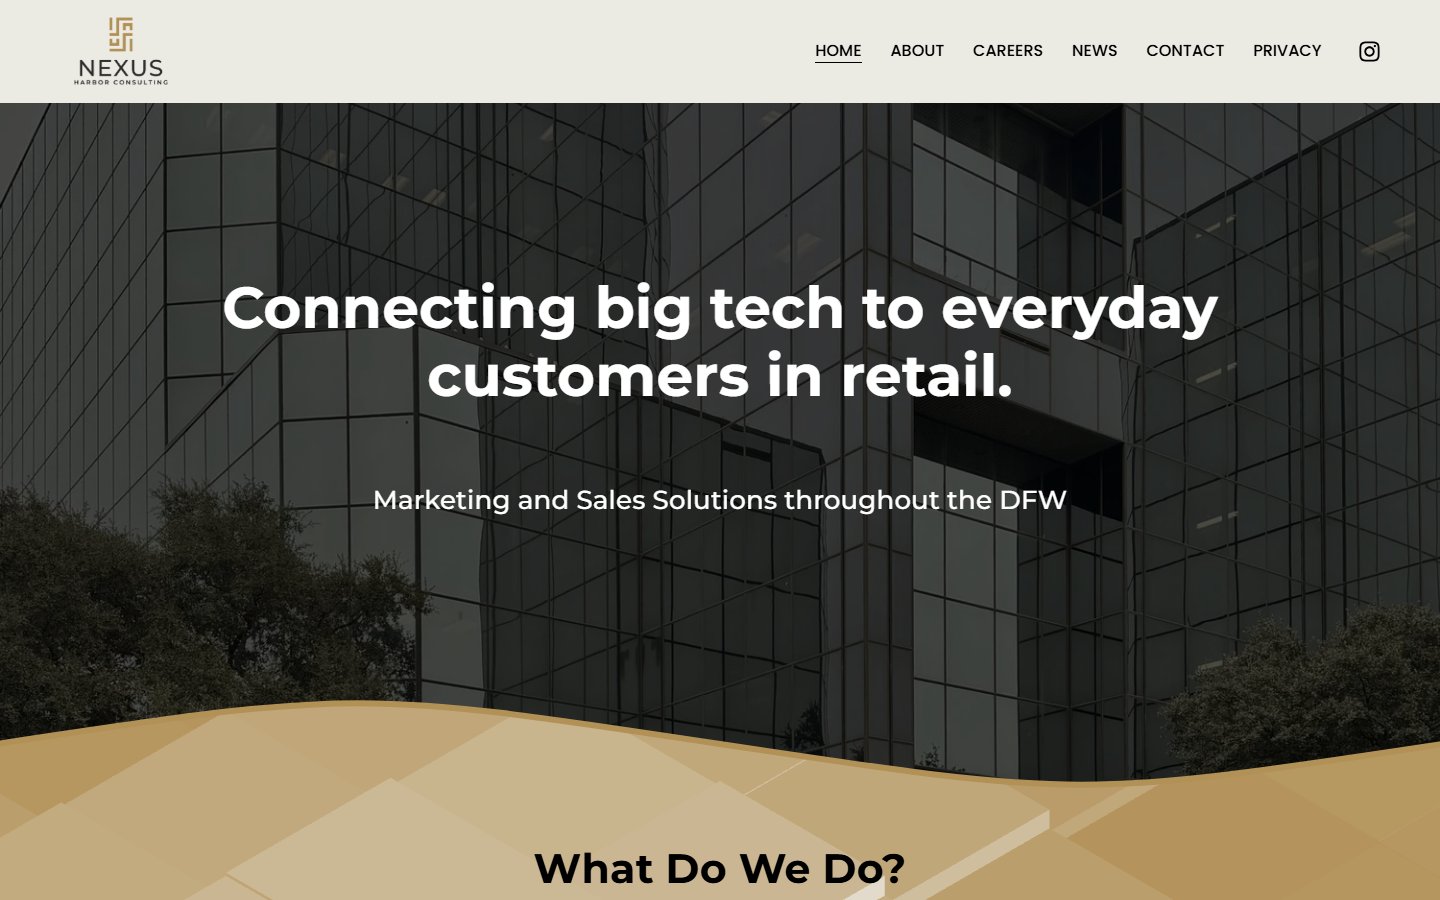 NEXUS
HARBOR CONSULTING
HOME
ABOUT
CAREERS
NEWS
CONTACT
PRIVACY
Connecting big tech to everyday
customers in retail.
Marketing and Sales Solutions throughout the DFW
What Do We Do?